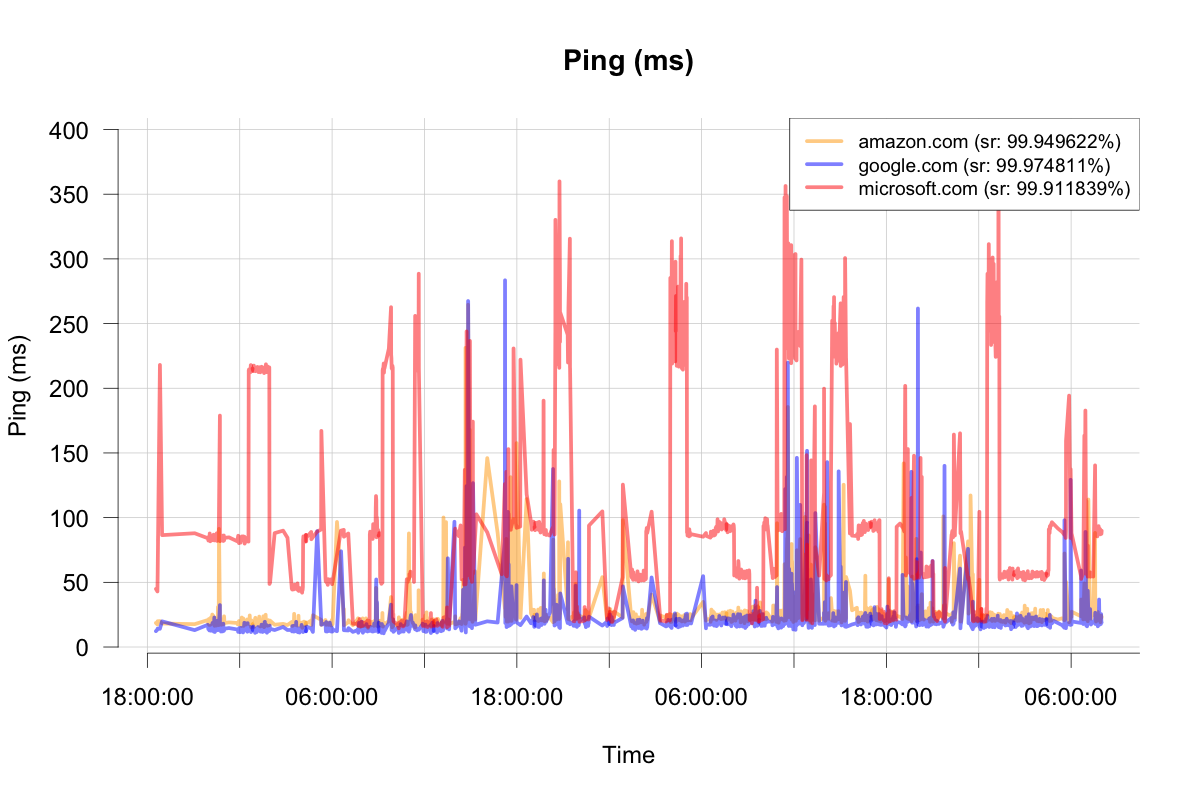 Ping (ms)
400
350
300
250
200
150
100
50
0
Ping (ms)
amazon.com (sr: 99.949622%)
google.com (sr: 99.974811%)
microsoft.com (sr: 99.911839%)
18:00:00 06:00:00 18:00:00 06:00:00 18:00:00 06:00:00
Time